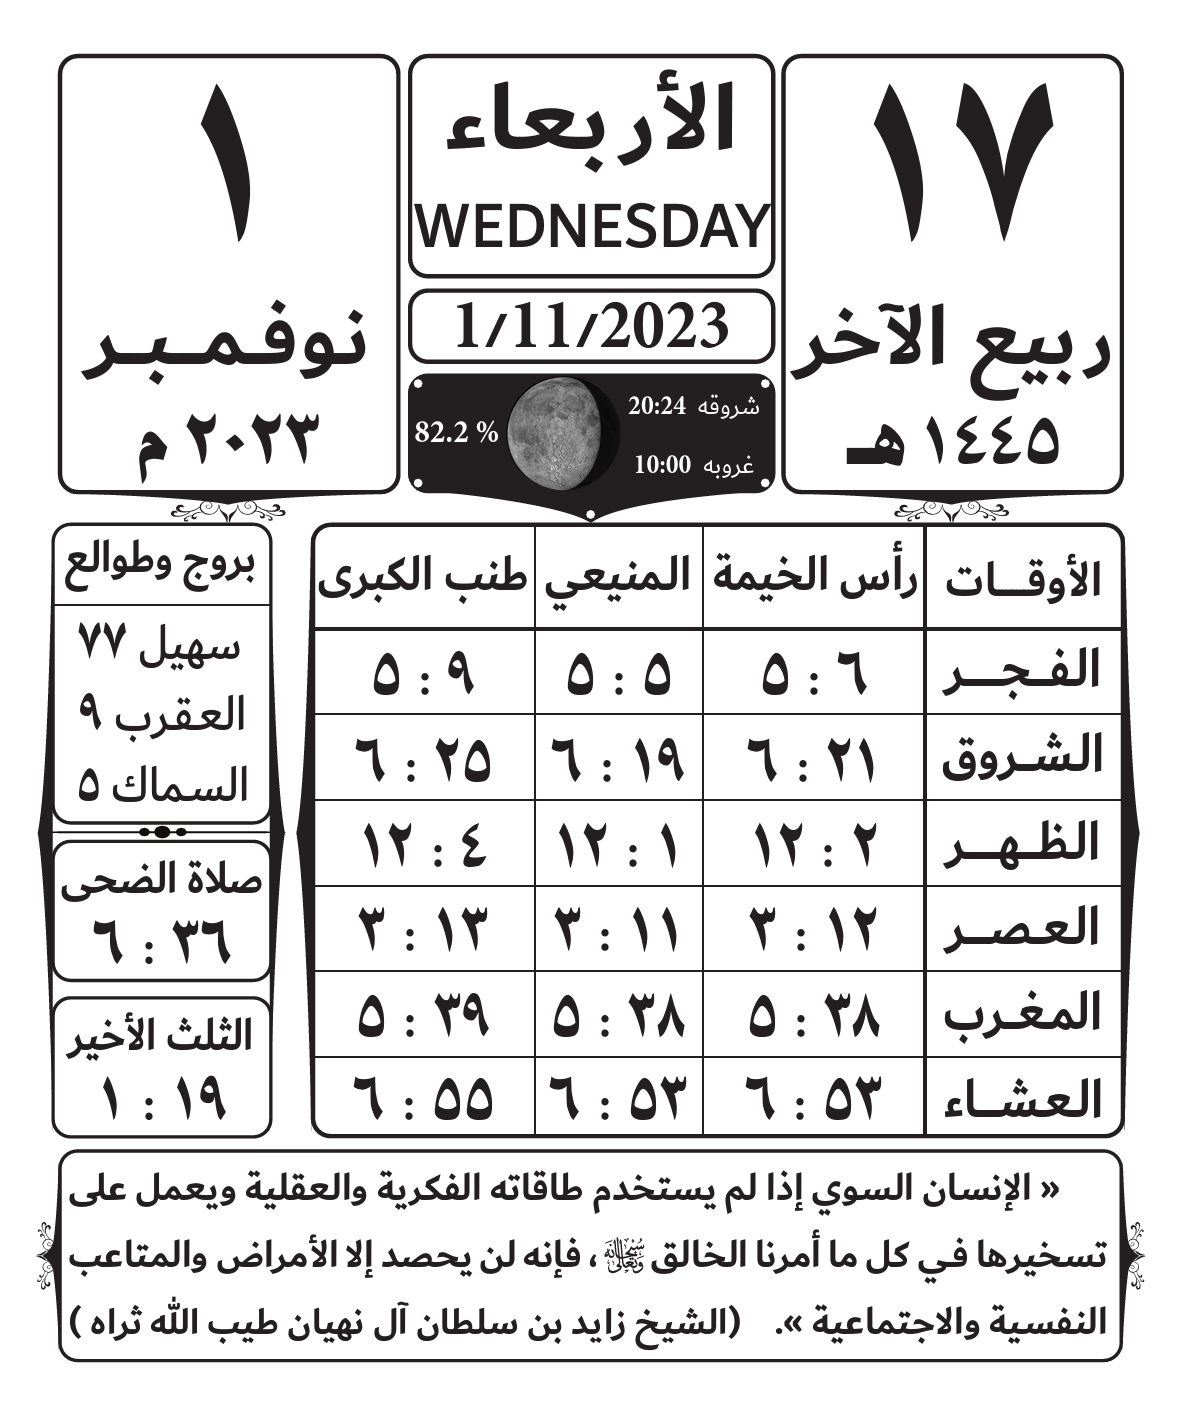 ١٧
ربيع الآخر
١٤٤٥ هـ
الأربعاء
WEDNESDAY
1/11/2023
شروقه 20:24
غروبه 10:00
82.2 %
١
نوفمبر
٢٠٢٣ م
الأوقات رأس الخيمة المنيعي طنب الكبرى
الفجر ٦ : ٥ ٥ : ٥ ٩ : ٥
الشروق ٢١ : ٦ ١٩ : ٦ ٢٥ : ٦
الظهر ٢ : ١٢ ١ : ١٢ ٤ : ١٢
العصر ١٢ : ٣ ١١ : ٣ ١٣ : ٣
المغرب ٣٨ : ٥ ٣٨ : ٥ ٣٩ : ٥
العشاء ٥٣ : ٦ ٥٣ : ٦ ٥٥ : ٦
بروج وطوالع
سهيل ٧٧
العقرب ٩
السماك ٥
صلاة الضحى
٣٦ : ٦
الثلث الأخير
١٩ : ١
« الإنسان السوي إذا لم يستخدم طاقاته الفكرية والعقلية ويعمل على
تسخيرها في كل ما أمرنا الخالق سبحانه وتعالى ، فإنه لن يحصد إلا الأمراض والمتاعب
النفسية والاجتماعية ». (الشيخ زايد بن سلطان آل نهيان طيب الله ثراه )